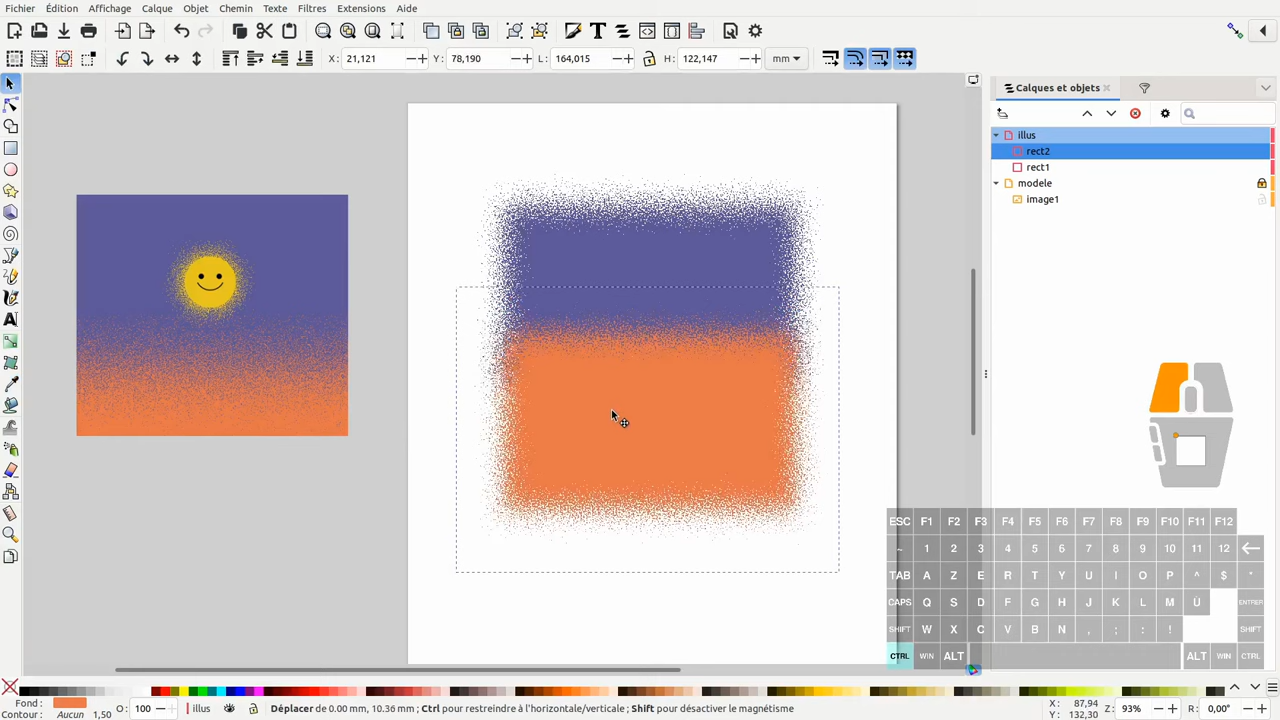 Fichier Édition Affichage Calque Objet Chemin Texte Filtres Extensions Aide
X : 21,121 Y : 78,190 L : 164,015 H : 122,147 mm
Calques et objets
illus
rect2
rect1
modele
image1
ESC F1 F2 F3 F4 F5 F6 F7 F8 F9 F10 F11 F12
~ 1 2 3 4 5 6 7 8 9 10 11 12
TAB A Z E R T Y U I O P ^ $ *
CAPS Q S D F G H J K L M Ü ENTRER
SHIFT W X C V B N , ; : ! SHIFT
CTRL WIN ALT ALT WIN CTRL
Fond : O: 100 illus Déplacer de 0.00 mm, 10.36 mm ; Ctrl pour restreindre à l'horizontale/verticale ; Shift pour désactiver le magnétisme X : 87,94 Z : 93% R : 0,00°
Contour : Aucun 1,50 Y : 132,30